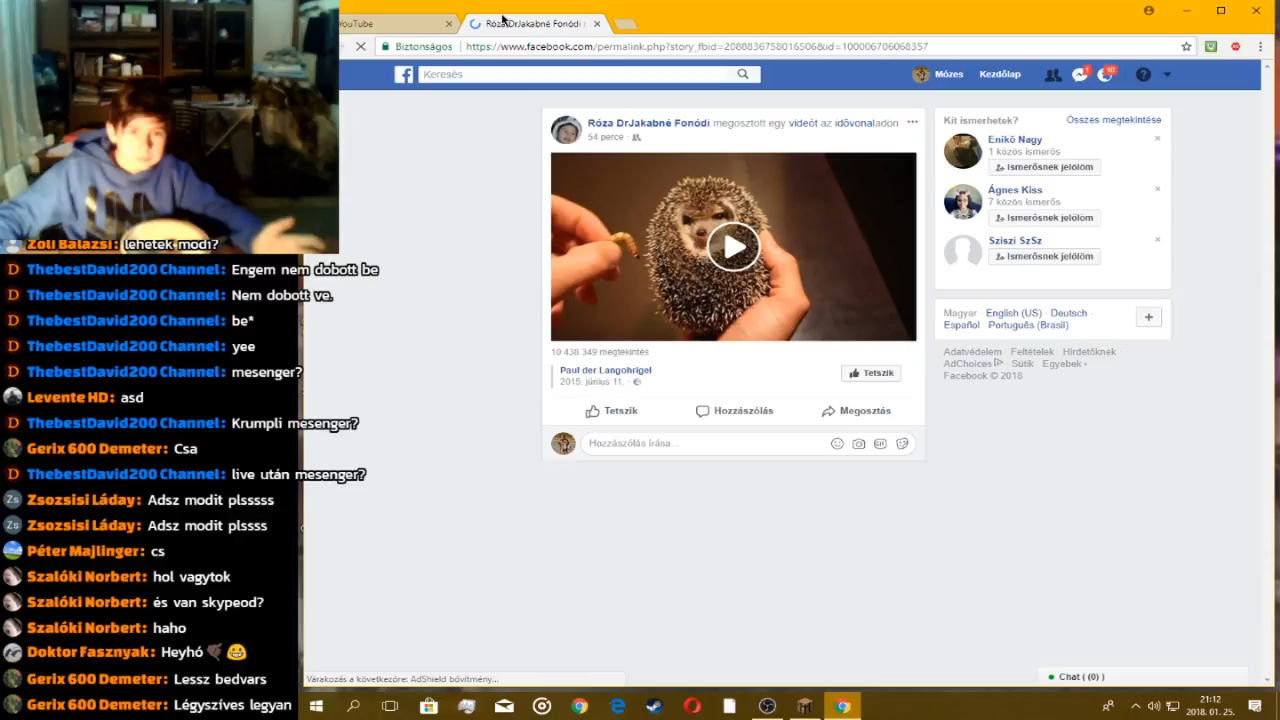 YouTube
Róza DrJakabné Fonódi
Biztonságos
https://www.facebook.com/permalink.php?story_fbid=208883675801650​6&id=100006706068357
Keresés
Mózes
Kezdőlap
1
10
Róza DrJakabné Fonódi megosztott egy videót az idővonaladon
54 perce
10 438 349 megtekintés
Paul der Langohrigel
2015. június 11.
Tetszik
Tetszik
Hozzászólás
Megosztás
Hozzászólás írása...
Kit ismerhetek?
Összes megtekintése
Enikő Nagy
1 közös ismerős
Ismerősnek jelölöm
Ágnes Kiss
7 közös ismerős
Ismerősnek jelölöm
Sziszi SzSz
Ismerősnek jelölöm
Magyar · English (US) · Deutsch ·
Español · Português (Brasil)
Adatvédelem · Feltételek · Hirdetőknek ·
AdChoices · Sütik · Egyebek
Facebook © 2018
Zoli Balázsi: lehetek modi?
ThebestDavid200 Channel: Engem nem dobott be
ThebestDavid200 Channel: Nem dobott ve.
ThebestDavid200 Channel: be*
ThebestDavid200 Channel: yee
ThebestDavid200 Channel: mesenger?
Levente HD: asd
ThebestDavid200 Channel: Krumpli mesenger?
Gerix 600 Demeter: Csa
ThebestDavid200 Channel: live után mesenger?
Zsozsisi Láday: Adsz modit plsssss
Zsozsisi Láday: Adsz modit plssss
Péter Majlinger: cs
Szalóki Norbert: hol vagytok
Szalóki Norbert: és van skypeod?
Szalóki Norbert: haho
Doktor Fasznyak: Heyhó
Gerix 600 Demeter: Lessz bedvars
Gerix 600 Demeter: Légyszíves legyan
Várakozás a következőre: AdShield bővítmény...
Chat ( (0) )
21:12
2018. 01. 25.